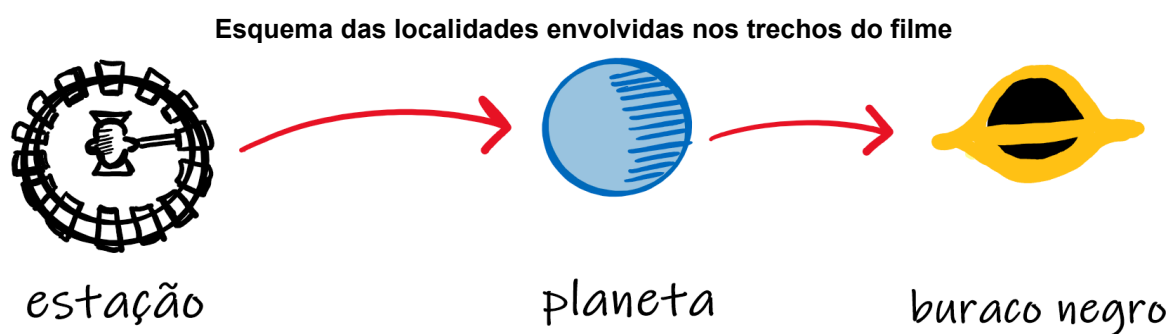 Esquema das localidades envolvidas nos trechos do filme
estação
planeta
buraco negro